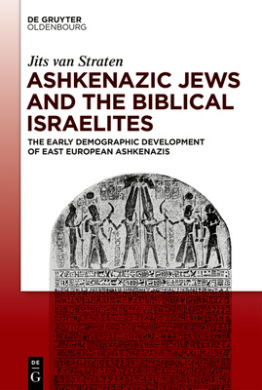 DE GRUYTER
OLDENBOURG
Jits van Straten
ASHKENAZIC JEWS
AND THE BIBLICAL
ISRAELITES
THE EARLY DEMOGRAPHIC DEVELOPMENT
OF EAST EUROPEAN ASHKENAZIS
DE
G